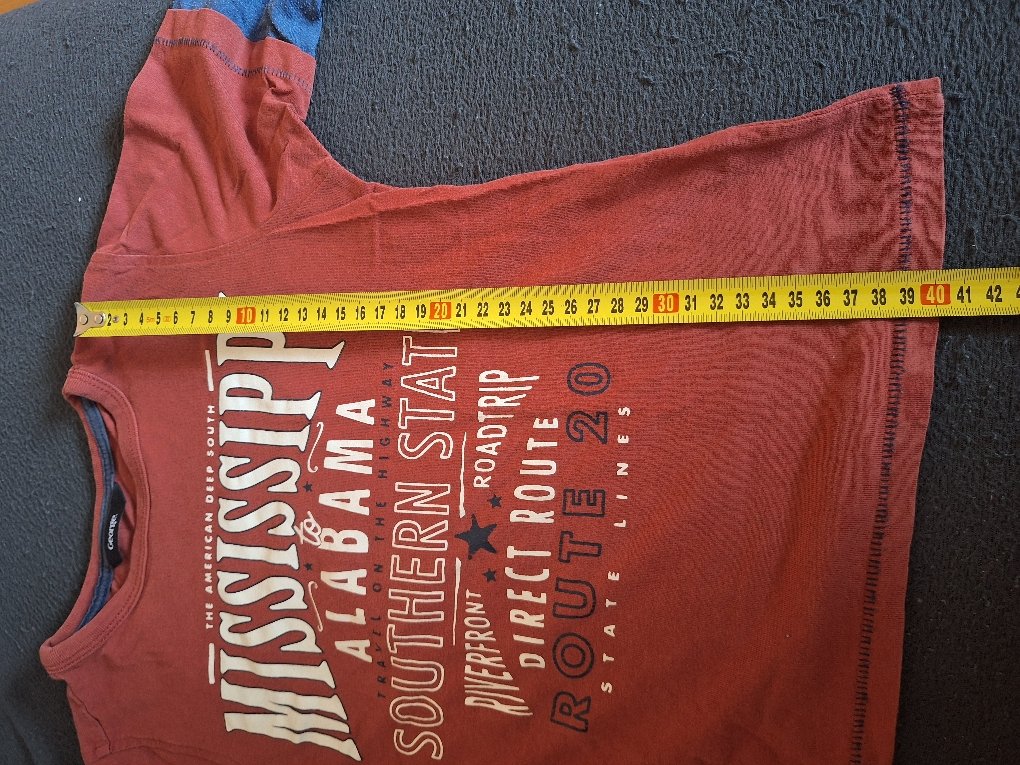 George
THE AMERICAN DEEP SOUTH
MISSISSIPP
to
ALABAMA
TRAVEL ON THE HIGHWAY
SOUTHERN STAT
RIVERFRONT ROADTRIP
DIRECT ROUTE
ROUTE 20
STATE LINES
2 3 4 5m 5 6 7 8 9 10 11 12 13 14 15 16 17 18 19 20 21 22 23 24 25 26 27 28 29 30 31 32 33 34 35 36 37 38 39 40 41 42